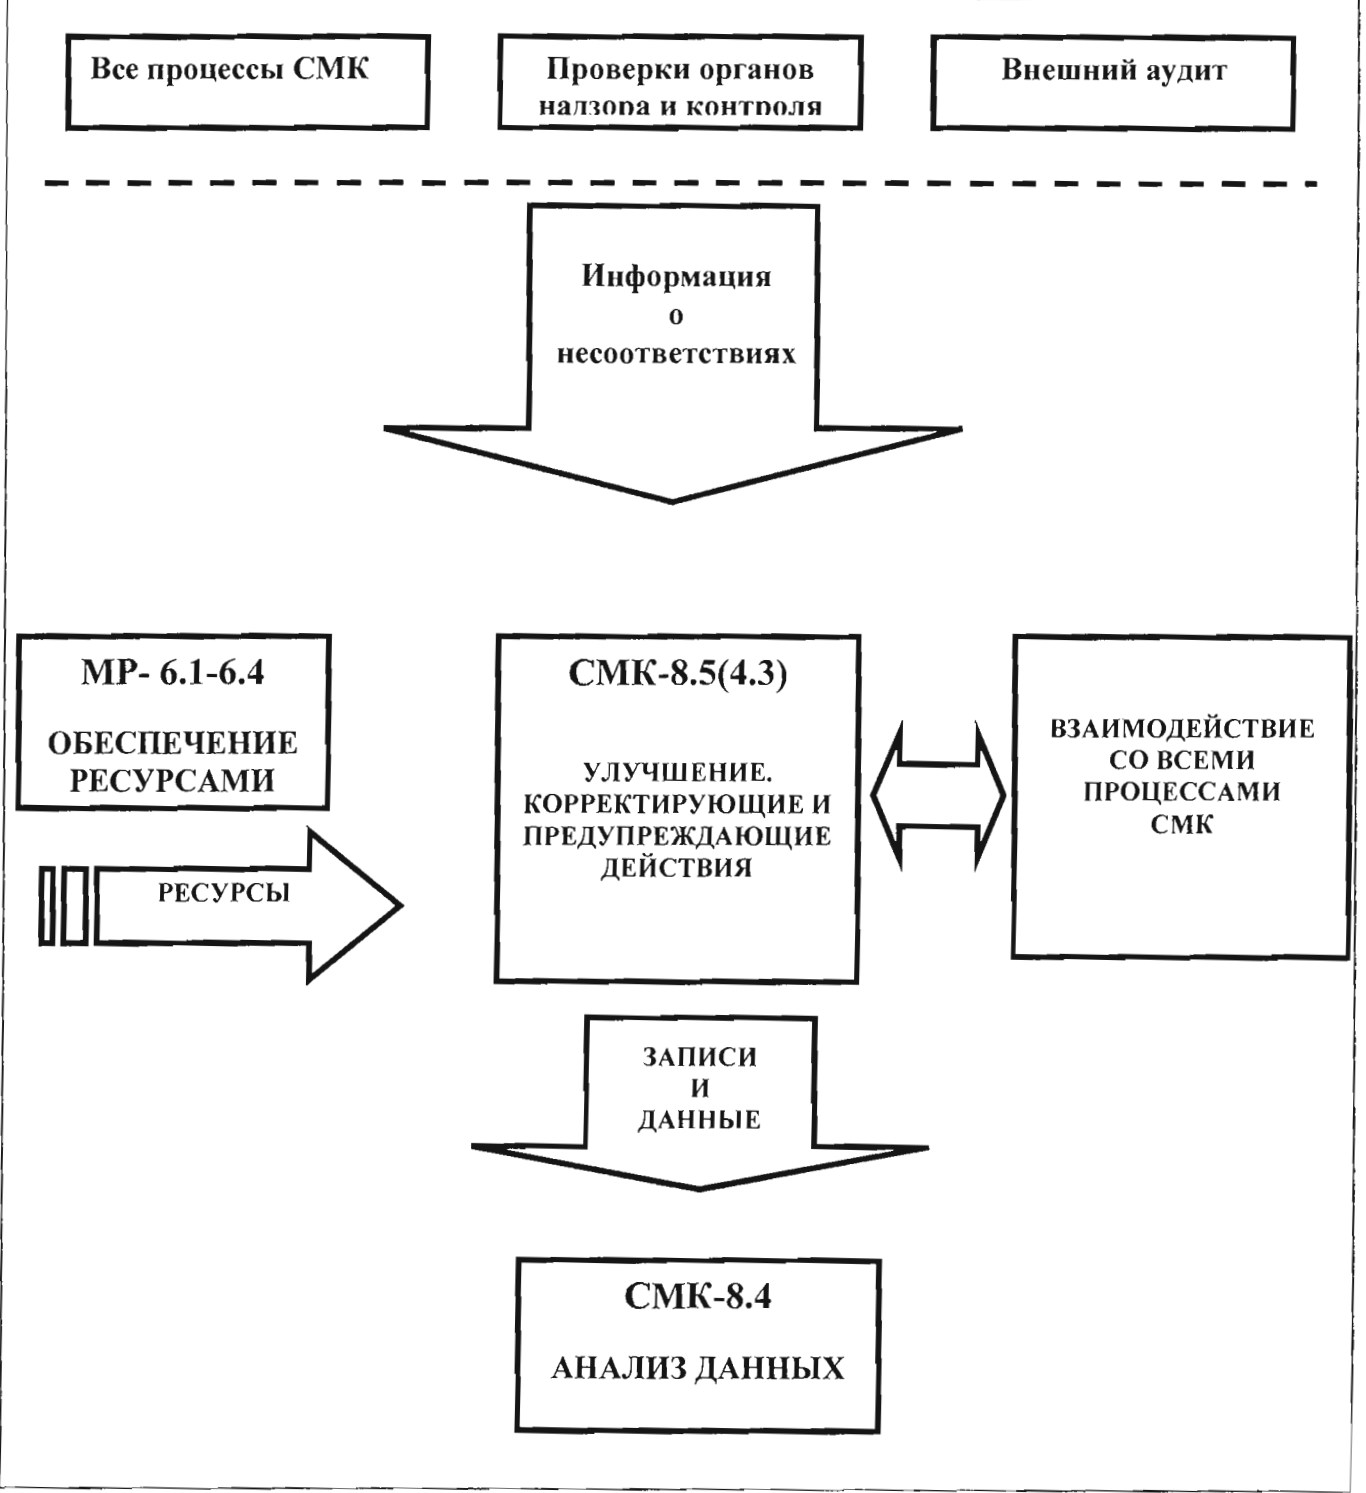 Все процессы СМК
Проверки органов
надзора и контроля
Внешний аудит
Информация
о
несоответствиях
МР- 6.1-6.4
ОБЕСПЕЧЕНИЕ
РЕСУРСАМИ
РЕСУРСЫ
СМК-8.5(4.3)
УЛУЧШЕНИЕ.
КОРРЕКТИРУЮЩИЕ И
ПРЕДУПРЕЖДАЮЩИЕ
ДЕЙСТВИЯ
ВЗАИМОДЕЙСТВИЕ
СО ВСЕМИ
ПРОЦЕССАМИ
СМК
ЗАПИСИ
И
ДАННЫЕ
СМК-8.4
АНАЛИЗ ДАННЫХ